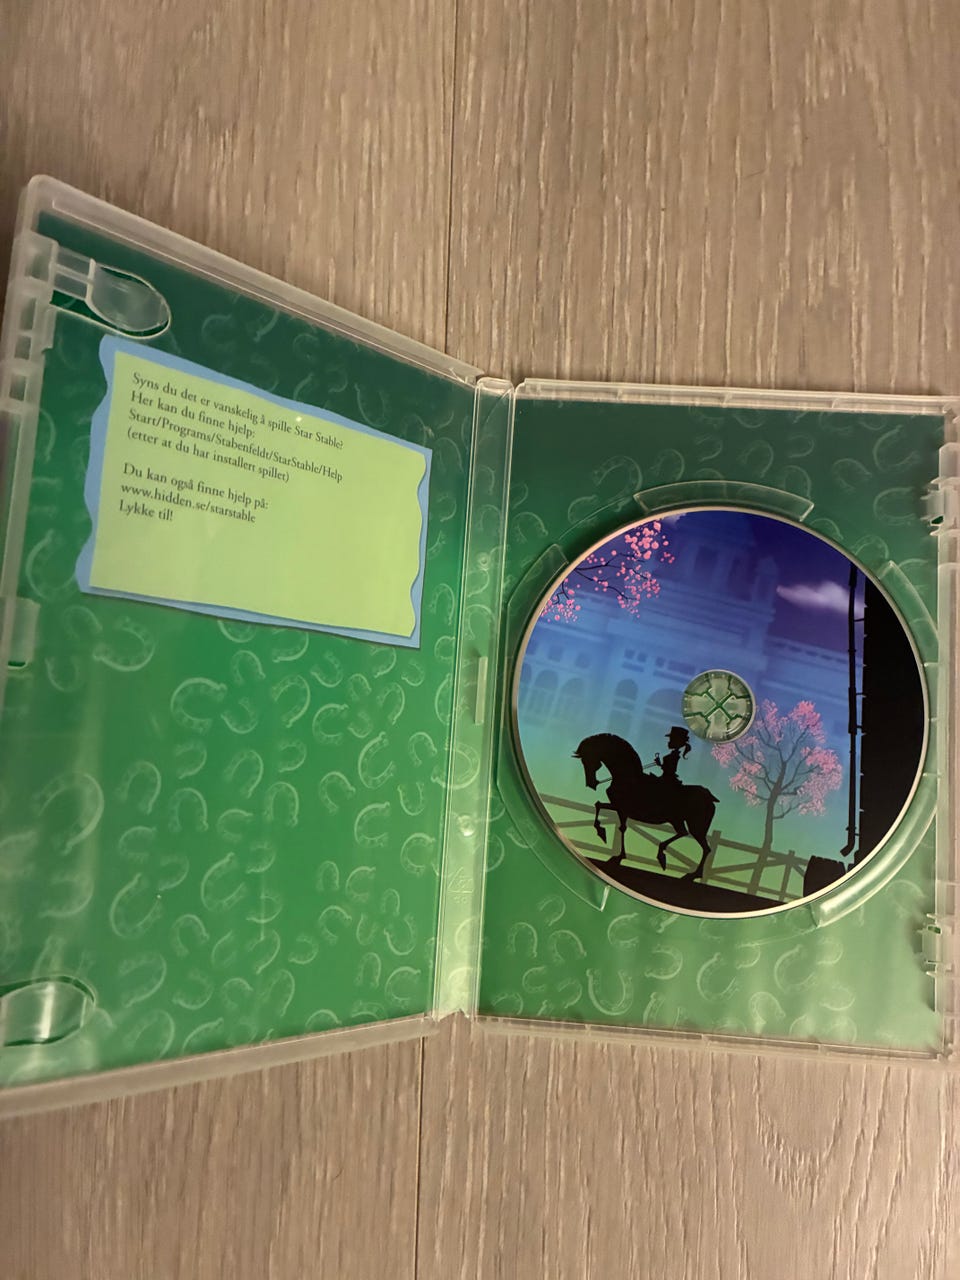 Syns du det er vanskelig å spille Star Stable?
Her kan du finne hjelp:
Start/Programs/Stabenfeldt/StarStable/Help
(etter at du har installert spillet)
Du kan også finne hjelp på:
www.hidden.se/starstable
Lykke til!